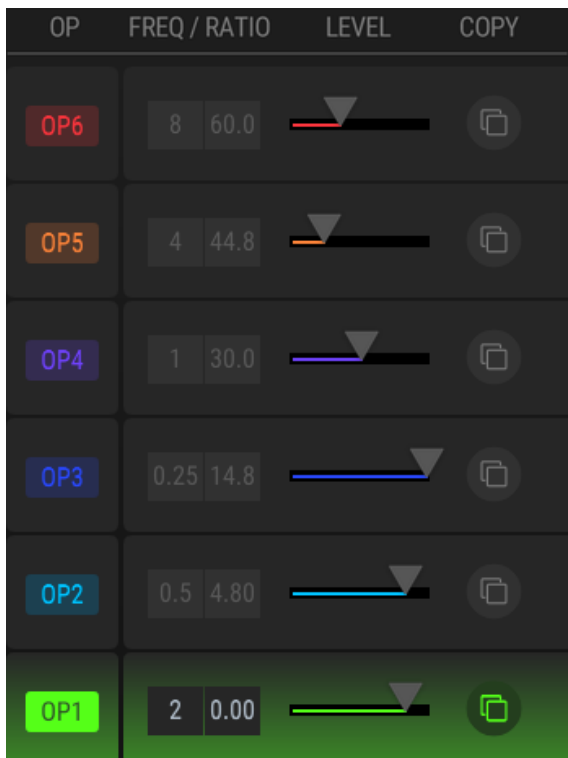 OP FREQ / RATIO LEVEL COPY
OP6 8 60.0
OP5 4 44.8
OP4 1 30.0
OP3 0.25 14.8
OP2 0.5 4.80
OP1 2 0.00